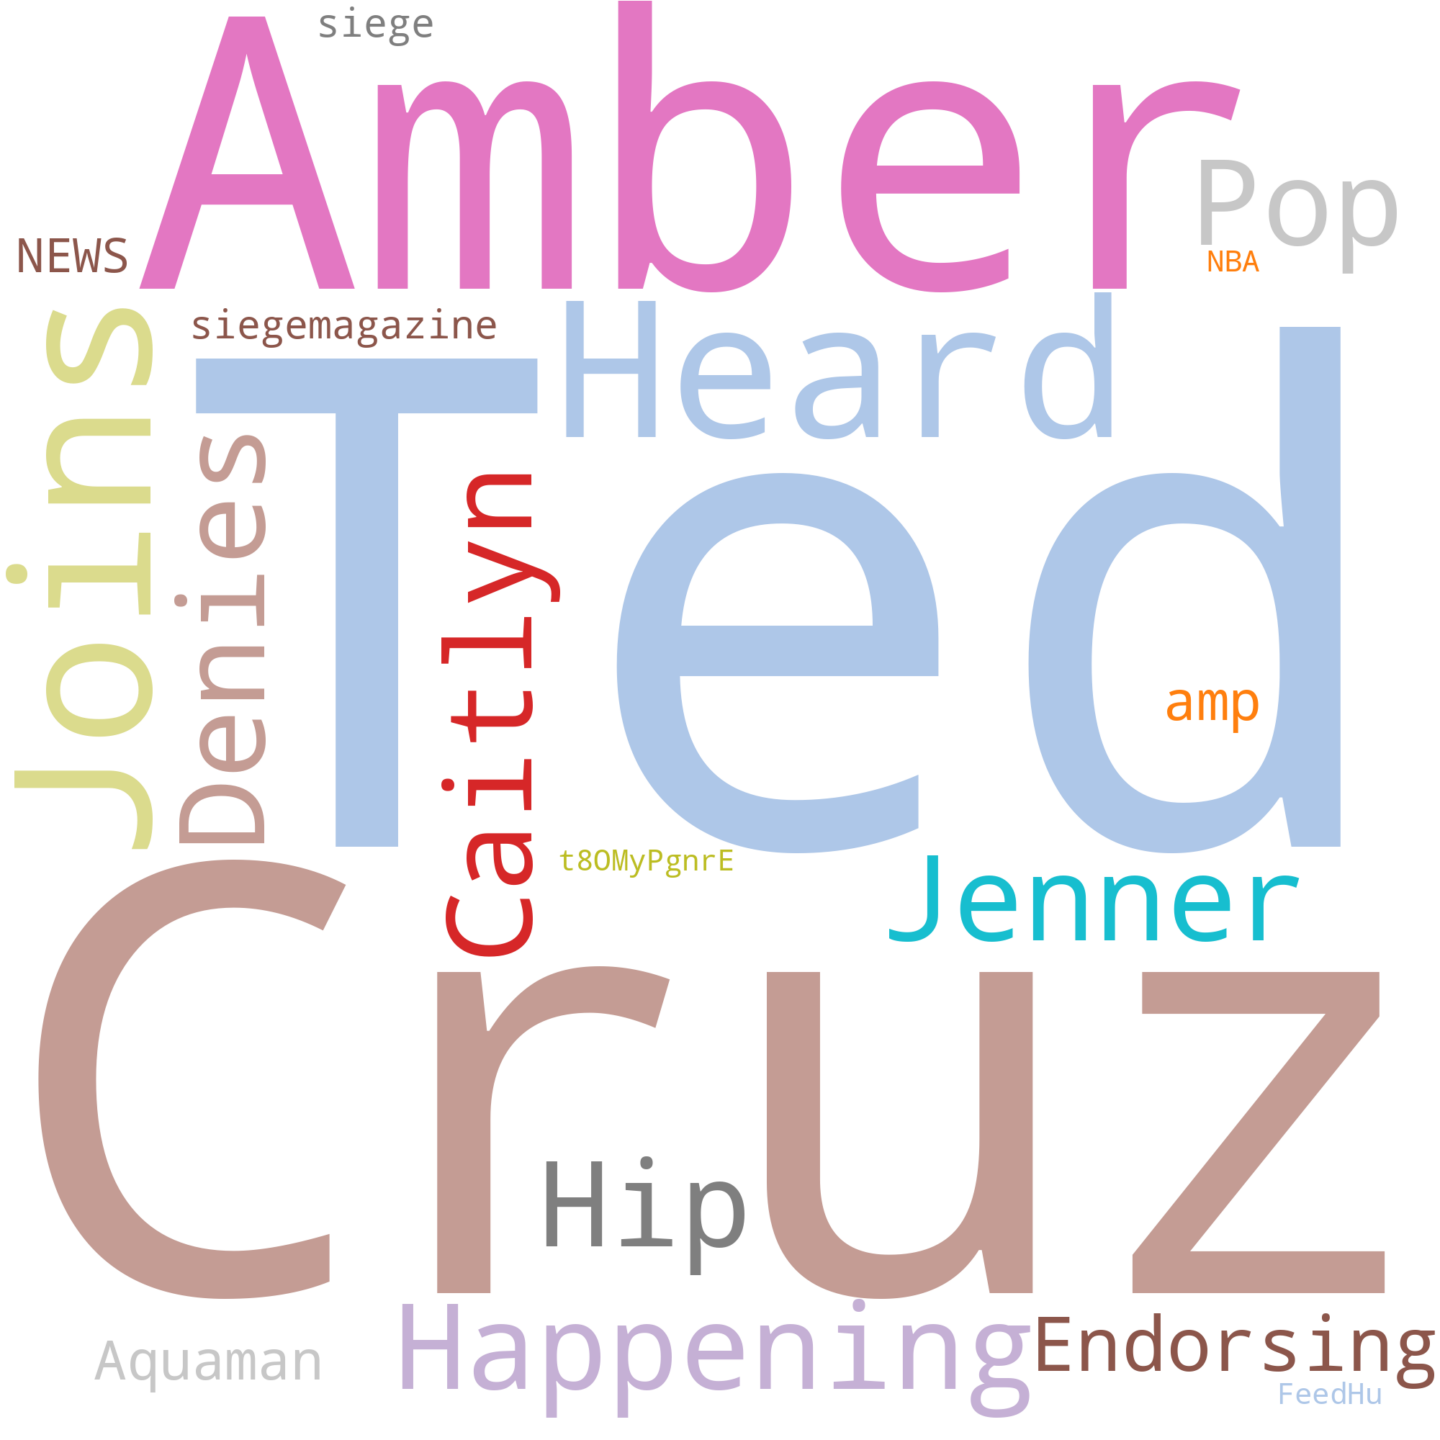 siege
Amber
Pop
NEWS
NBA
siegemagazine
Heard
Joins
Denies
Ted
Caitlyn
amp
t8OMyPgnrE
Jenner
Cruz
Hip
Happening
Endorsing
Aquaman
FeedHu